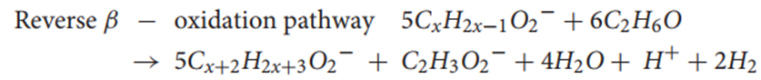 Reverse β − oxidation pathway 5CₓH₂ₓ₋₁O₂⁻ + 6C₂H₆O
→ 5Cₓ₊₂H₂ₓ₊₃O₂⁻ + C₂H₃O₂⁻ + 4H₂O + H⁺ + 2H₂